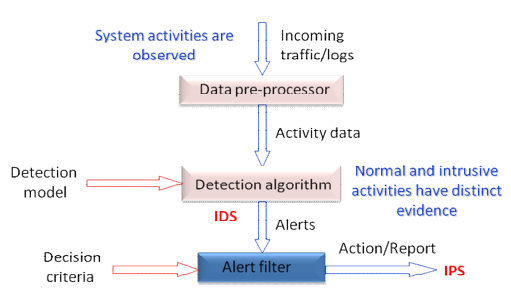 System activities are
observed
Incoming
traffic/logs
Data pre-processor
Activity data
Detection
model
Detection algorithm
Normal and intrusive
activities have distinct
evidence
IDS
Alerts
Decision
criteria
Alert filter
Action/Report
IPS